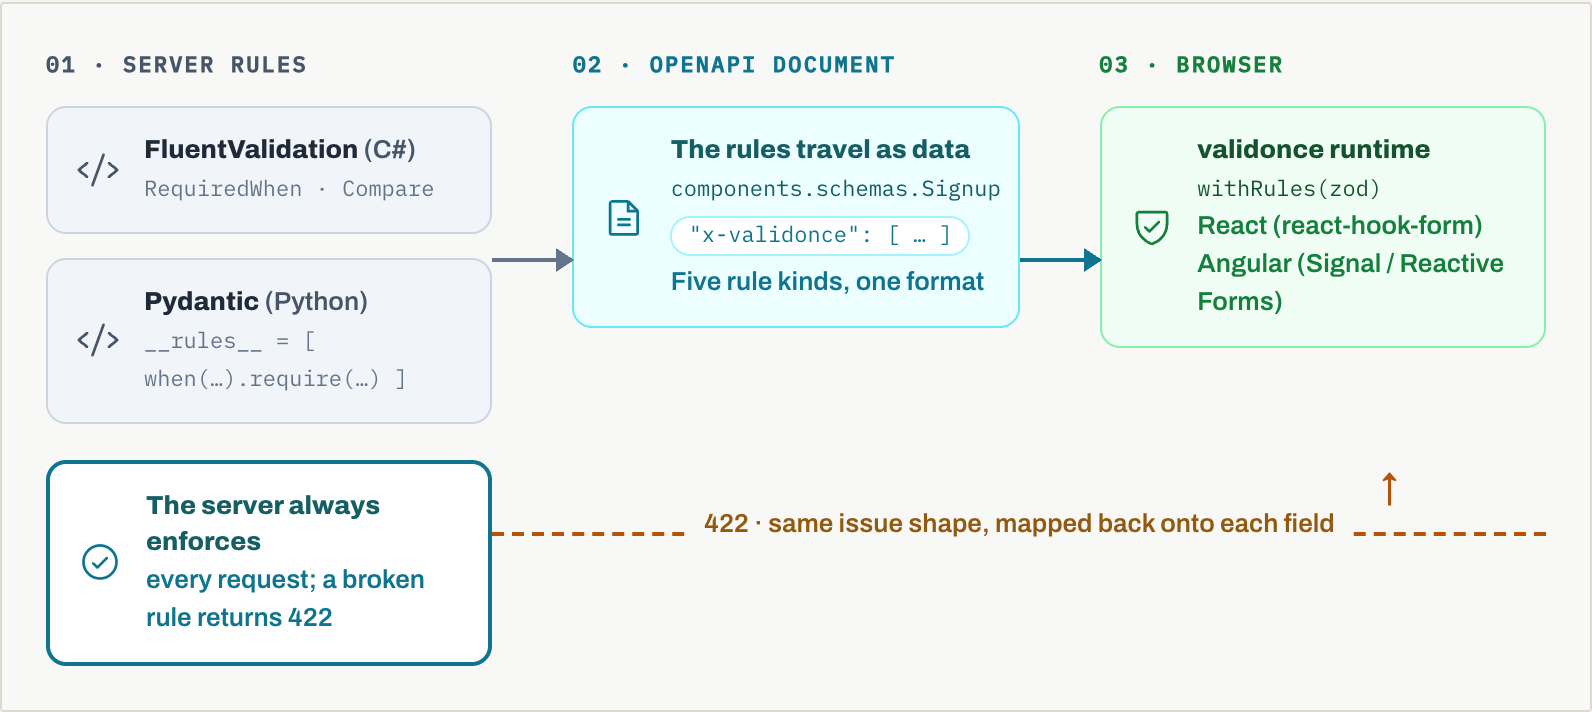 01 · SERVER RULES
FluentValidation (C#)
RequiredWhen · Compare
Pydantic (Python)
__rules__ = [
when(…).require(…) ]
The server always
enforces
every request; a broken
rule returns 422
02 · OPENAPI DOCUMENT
The rules travel as data
components.schemas.Signup
"x-validonce": [ … ]
Five rule kinds, one format
03 · BROWSER
validonce runtime
withRules(zod)
React (react-hook-form)
Angular (Signal / Reactive
Forms)
422 · same issue shape, mapped back onto each field